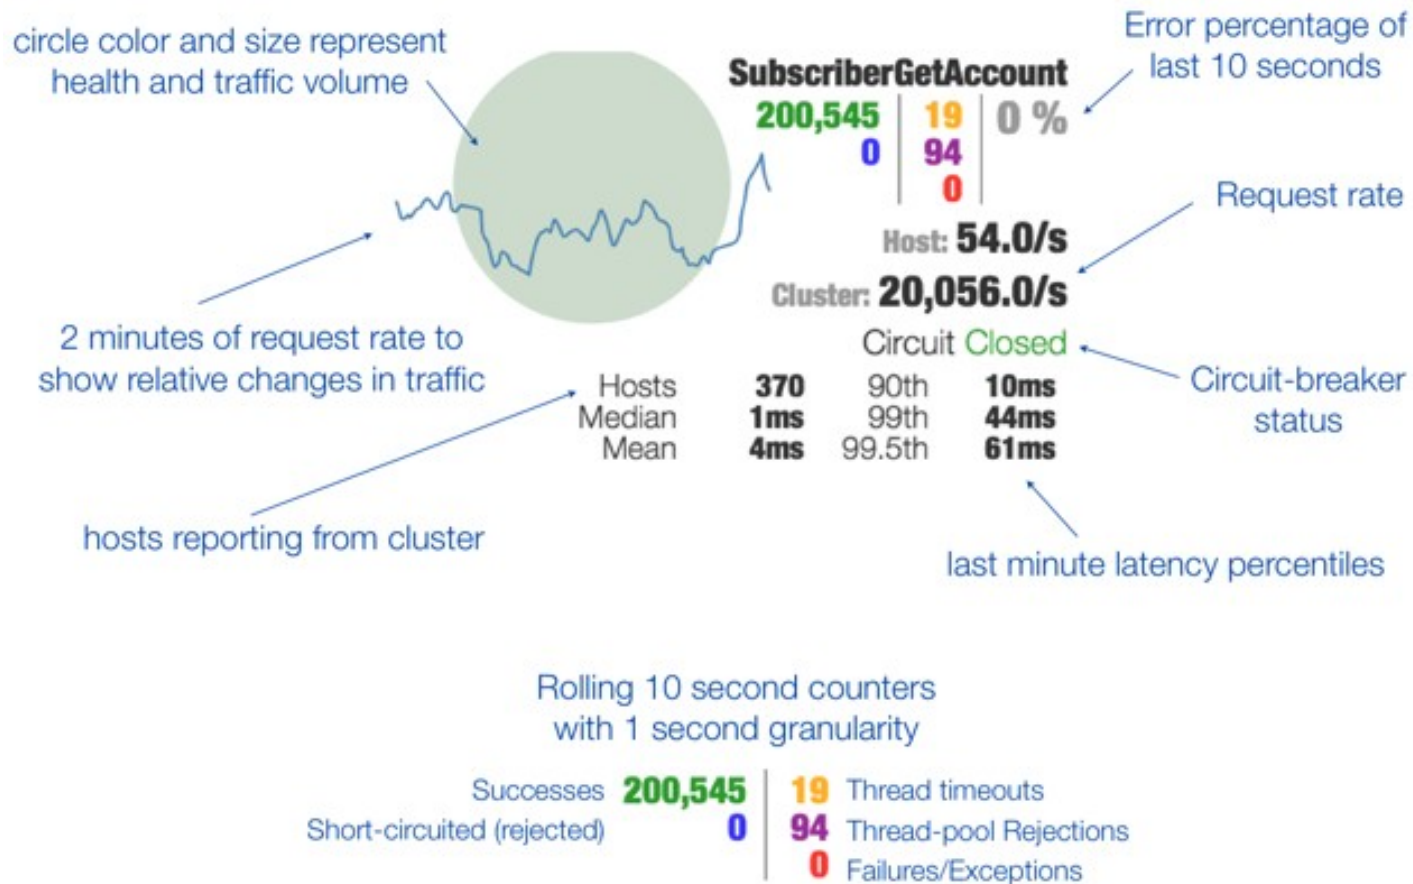 circle color and size represent
health and traffic volume
Error percentage of
last 10 seconds
SubscriberGetAccount
200,545 19 0 %
0 94
0
Request rate
Host: 54.0/s
Cluster: 20,056.0/s
2 minutes of request rate to
show relative changes in traffic
Circuit Closed
Circuit-breaker
status
Hosts 370 90th 10ms
Median 1ms 99th 44ms
Mean 4ms 99.5th 61ms
hosts reporting from cluster
last minute latency percentiles
Rolling 10 second counters
with 1 second granularity
Successes 200,545 19 Thread timeouts
Short-circuited (rejected) 0 94 Thread-pool Rejections
0 Failures/Exceptions